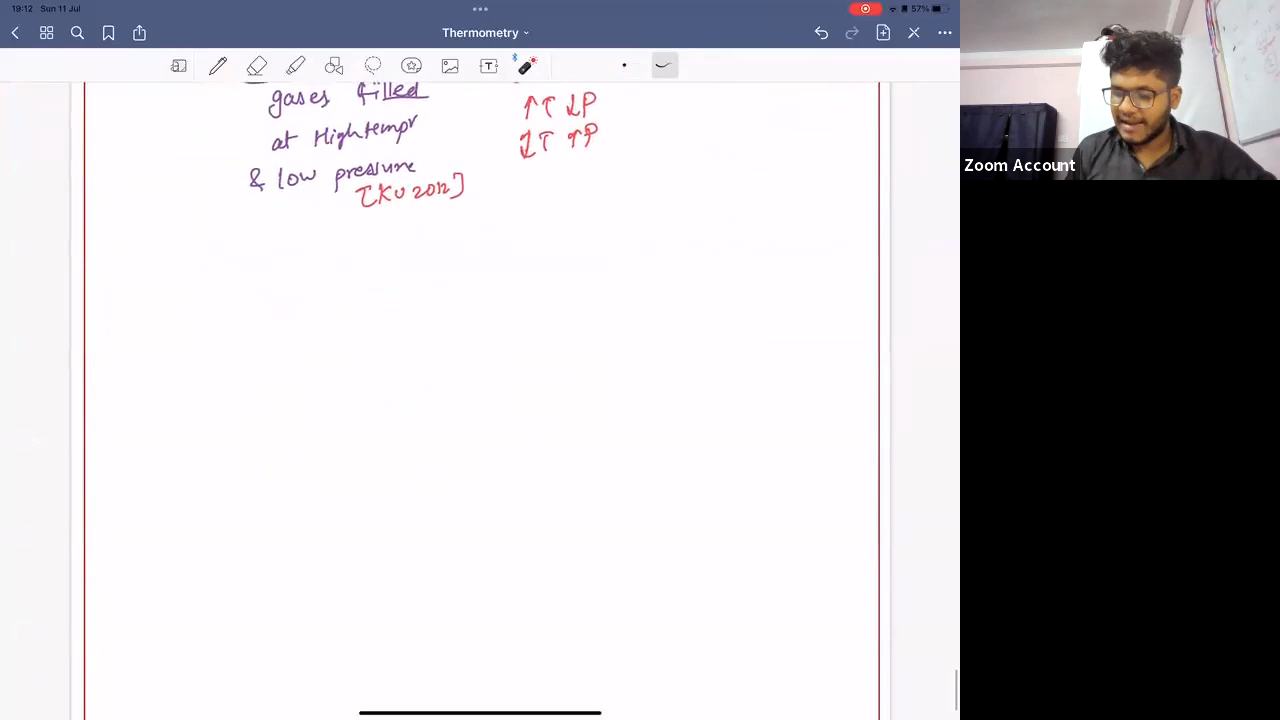 19:12 Sun 11 Jul
57%
Thermometry
T
gases filled
at High tempr
& low pressure
[KU 2012]
↑↑ ↓P
↓T ↑P
Zoom Account